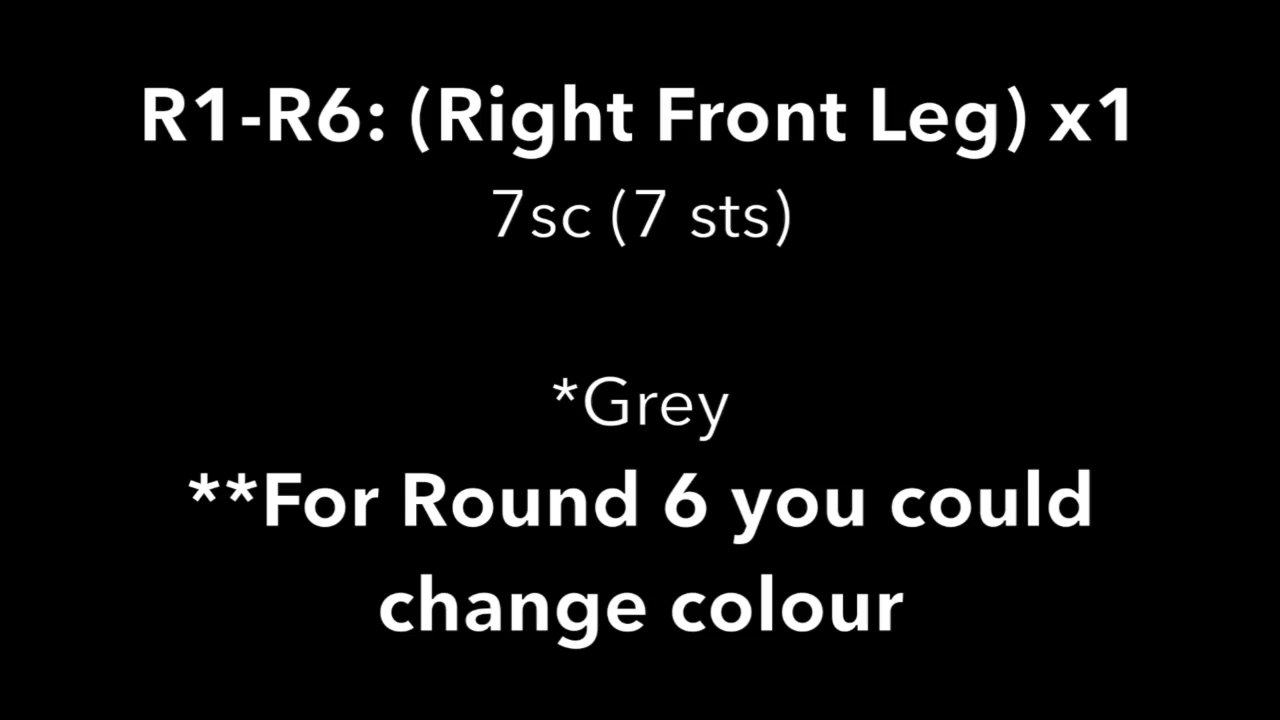 R1-R6: (Right Front Leg) x1
7sc (7 sts)
*Grey
**For Round 6 you could
change colour